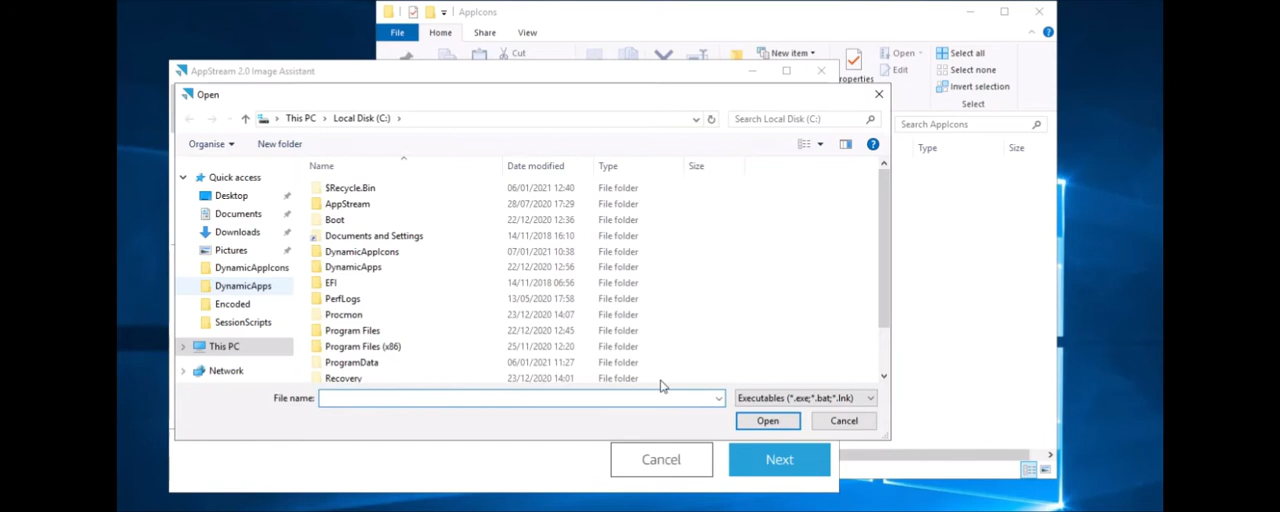 AppIcons
File Home Share View
Cut
New item
Open
Select all
Edit
Select none
roperties
Invert selection
Select
AppStream 2.0 Image Assistant
Open
This PC Local Disk (C:)
Search Local Disk (C:)
Search AppIcons
Organise New folder
Type Size
Name Date modified Type Size
Quick access
Desktop
Documents
Downloads
Pictures
DynamicAppIcons
DynamicApps
Encoded
SessionScripts
This PC
Network
$Recycle.Bin 06/01/2021 12:40 File folder
AppStream 28/07/2020 17:29 File folder
Boot 22/12/2020 12:36 File folder
Documents and Settings 14/11/2018 16:10 File folder
DynamicAppIcons 07/01/2021 10:38 File folder
DynamicApps 22/12/2020 12:56 File folder
EFI 14/11/2018 06:56 File folder
PerfLogs 13/05/2020 17:58 File folder
Procmon 23/12/2020 14:07 File folder
Program Files 22/12/2020 12:45 File folder
Program Files (x86) 25/11/2020 12:20 File folder
ProgramData 06/01/2021 11:27 File folder
Recovery 23/12/2020 14:01 File folder
File name:
Executables (*.exe;*.bat;*.lnk)
Open Cancel
Cancel Next